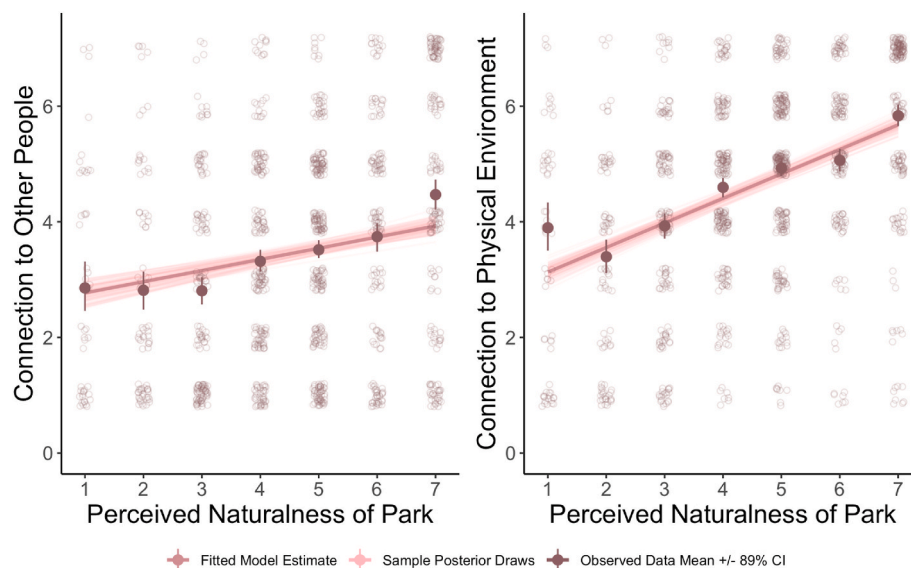 Connection to Other People
6
4
2
0
1 2 3 4 5 6 7
Perceived Naturalness of Park
Connection to Physical Environment
6
4
2
0
1 2 3 4 5 6 7
Perceived Naturalness of Park
Fitted Model Estimate Sample Posterior Draws Observed Data Mean +/- 89% CI